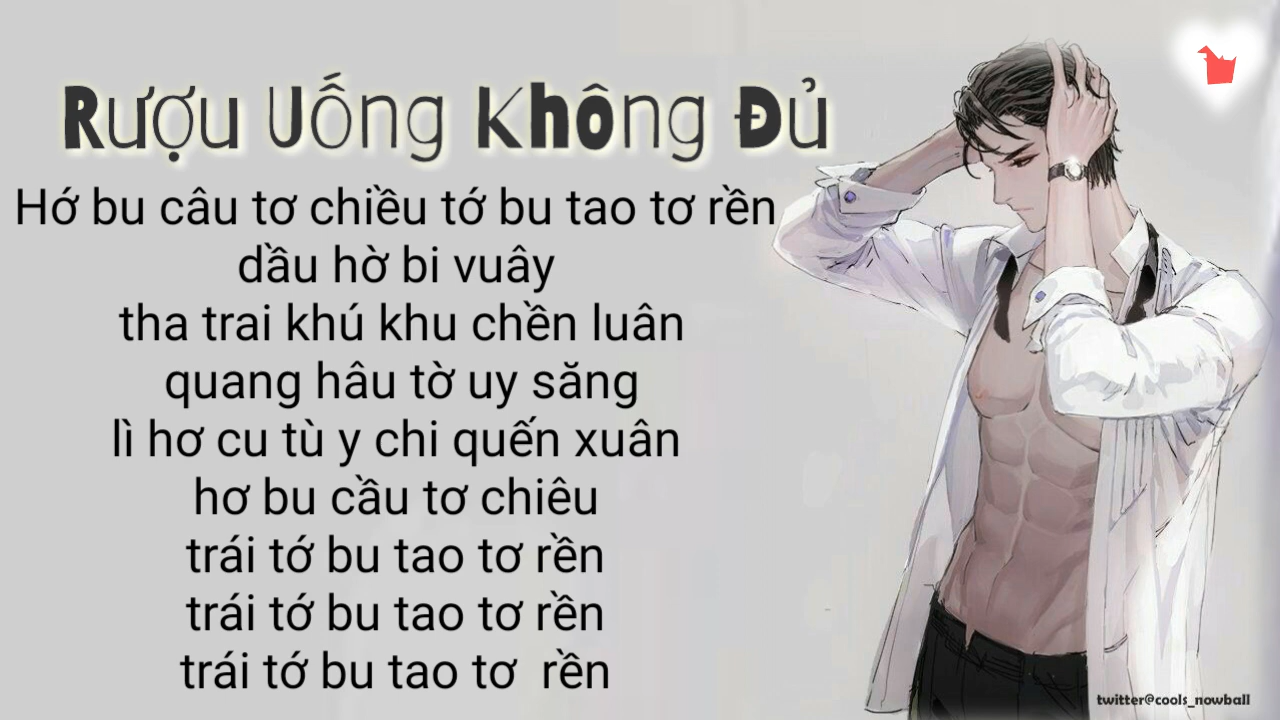 Rượu Uống Không Đủ
Hớ bu câu tơ chiều tớ bu tao tơ rền
dầu hờ bi vuây
tha trai khú khu chền luân
quang hâu tờ uy săng
lì hơ cu tù y chi quến xuân
hơ bu cầu tơ chiêu
trái tớ bu tao tơ rền
trái tớ bu tao tơ rền
trái tớ bu tao tơ rền
twitter@cools_nowball